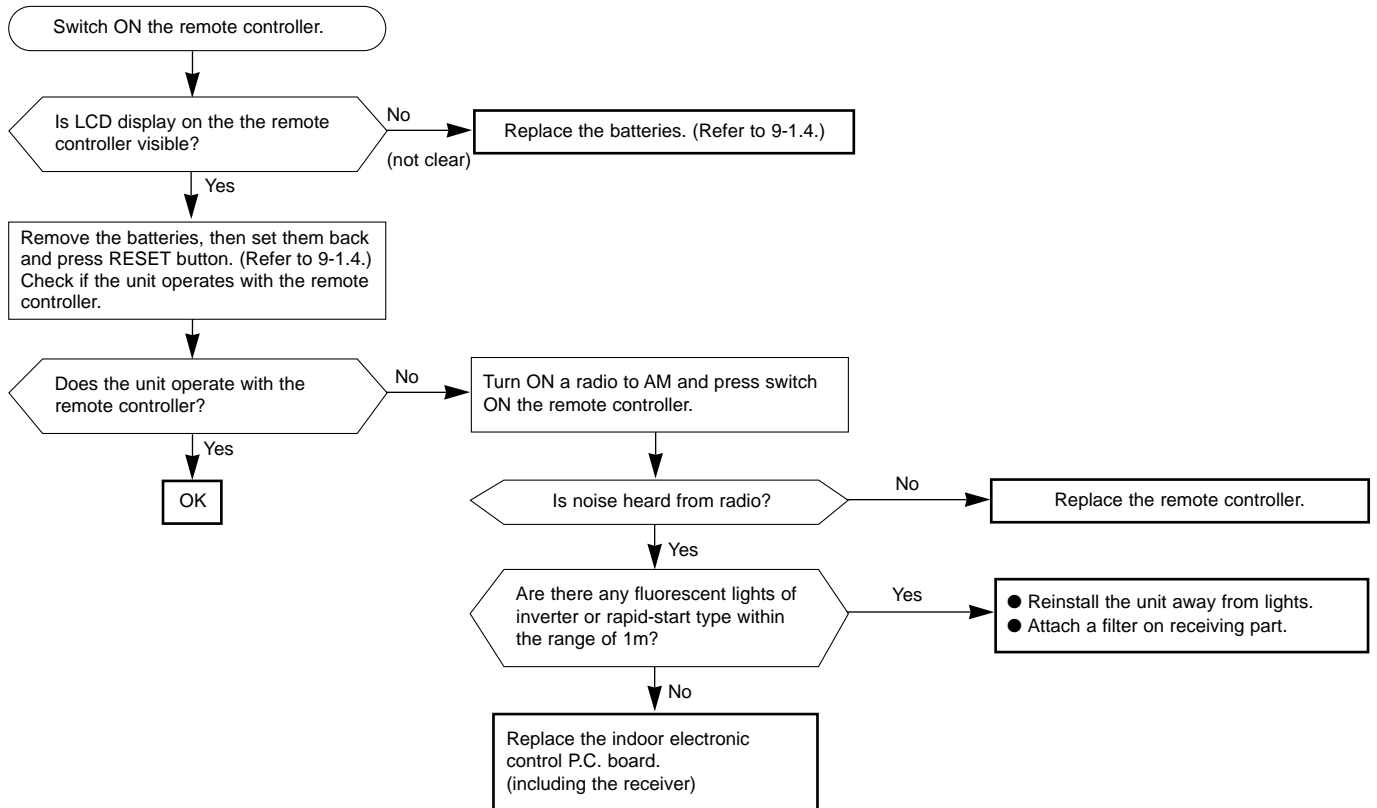 Switch ON the remote controller.
Is LCD display on the the remote
controller visible?
No
(not clear)
Replace the batteries. (Refer to 9-1.4.)
Yes
Remove the batteries, then set them back
and press RESET button. (Refer to 9-1.4.)
Check if the unit operates with the remote
controller.
Does the unit operate with the
remote controller?
No
Turn ON a radio to AM and press switch
ON the remote controller.
Yes
OK
Is noise heard from radio?
No
Replace the remote controller.
Yes
Are there any fluorescent lights of
inverter or rapid-start type within
the range of 1m?
Yes
● Reinstall the unit away from lights.
● Attach a filter on receiving part.
No
Replace the indoor electronic
control P.C. board.
(including the receiver)